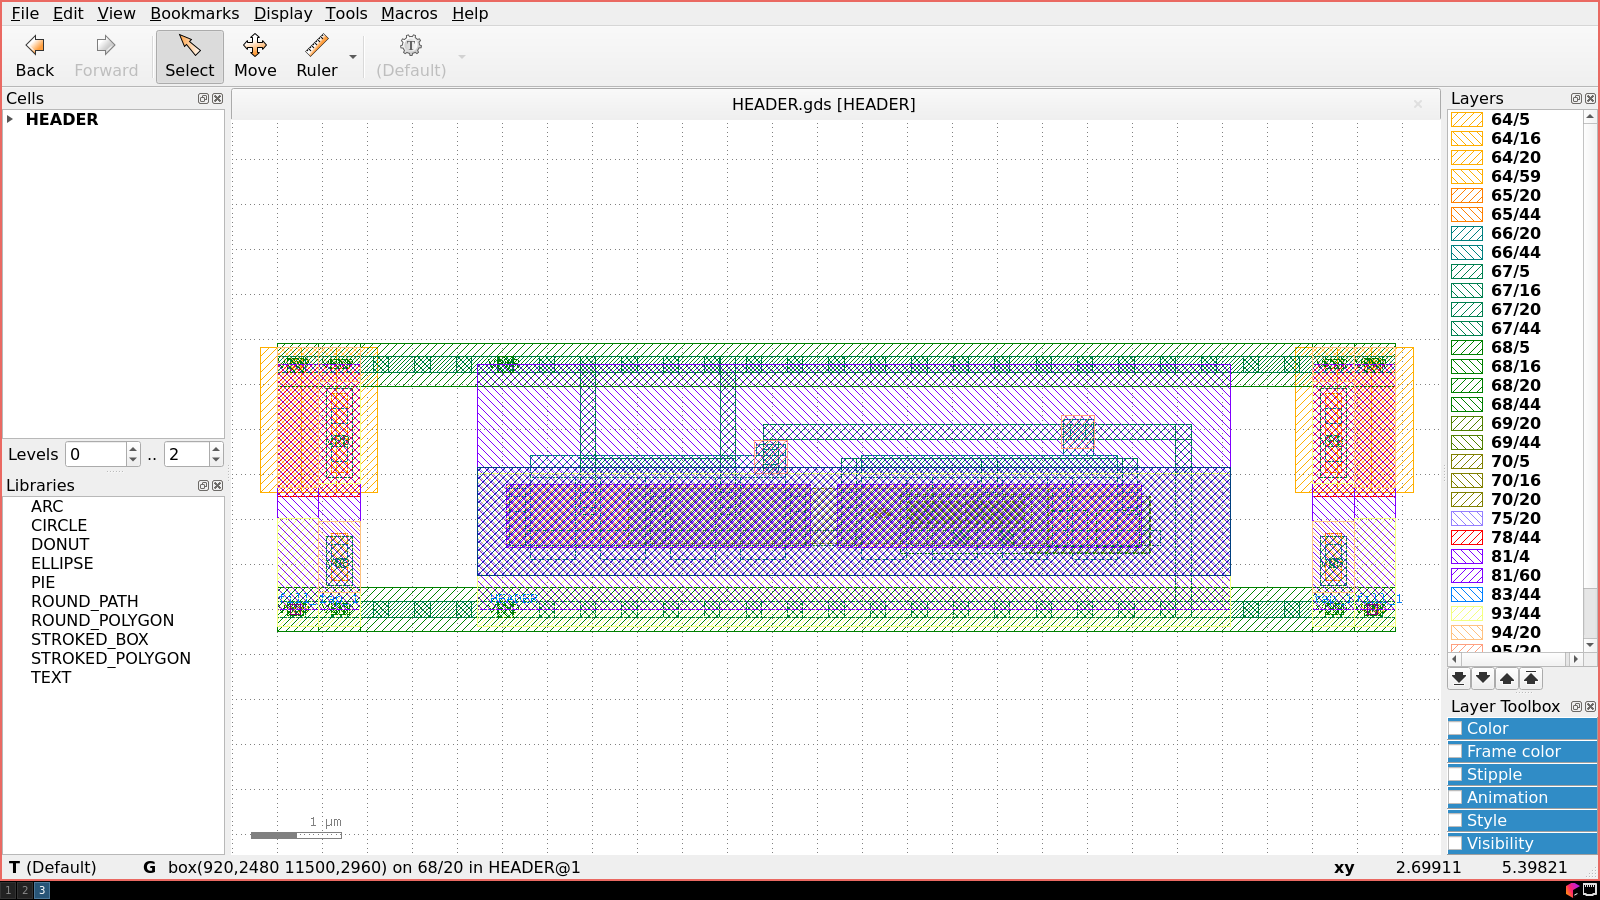 File Edit View Bookmarks Display Tools Macros Help
Back Forward Select Move Ruler T (Default)
Cells
HEADER
Levels 0 .. 2
Libraries
ARC
CIRCLE
DONUT
ELLIPSE
PIE
ROUND_PATH
ROUND_POLYGON
STROKED_BOX
STROKED_POLYGON
TEXT
HEADER.gds [HEADER]
1 µm
Layers
64/5
64/16
64/20
64/59
65/20
65/44
66/20
66/44
67/5
67/16
67/20
67/44
68/5
68/16
68/20
68/44
69/20
69/44
70/5
70/16
70/20
75/20
78/44
81/4
81/60
83/44
93/44
94/20
95/20
Layer Toolbox
Color
Frame color
Stipple
Animation
Style
Visibility
T (Default) G box(920,2480 11500,2960) on 68/20 in HEADER@1 xy 2.69911 5.39821
1 2 3